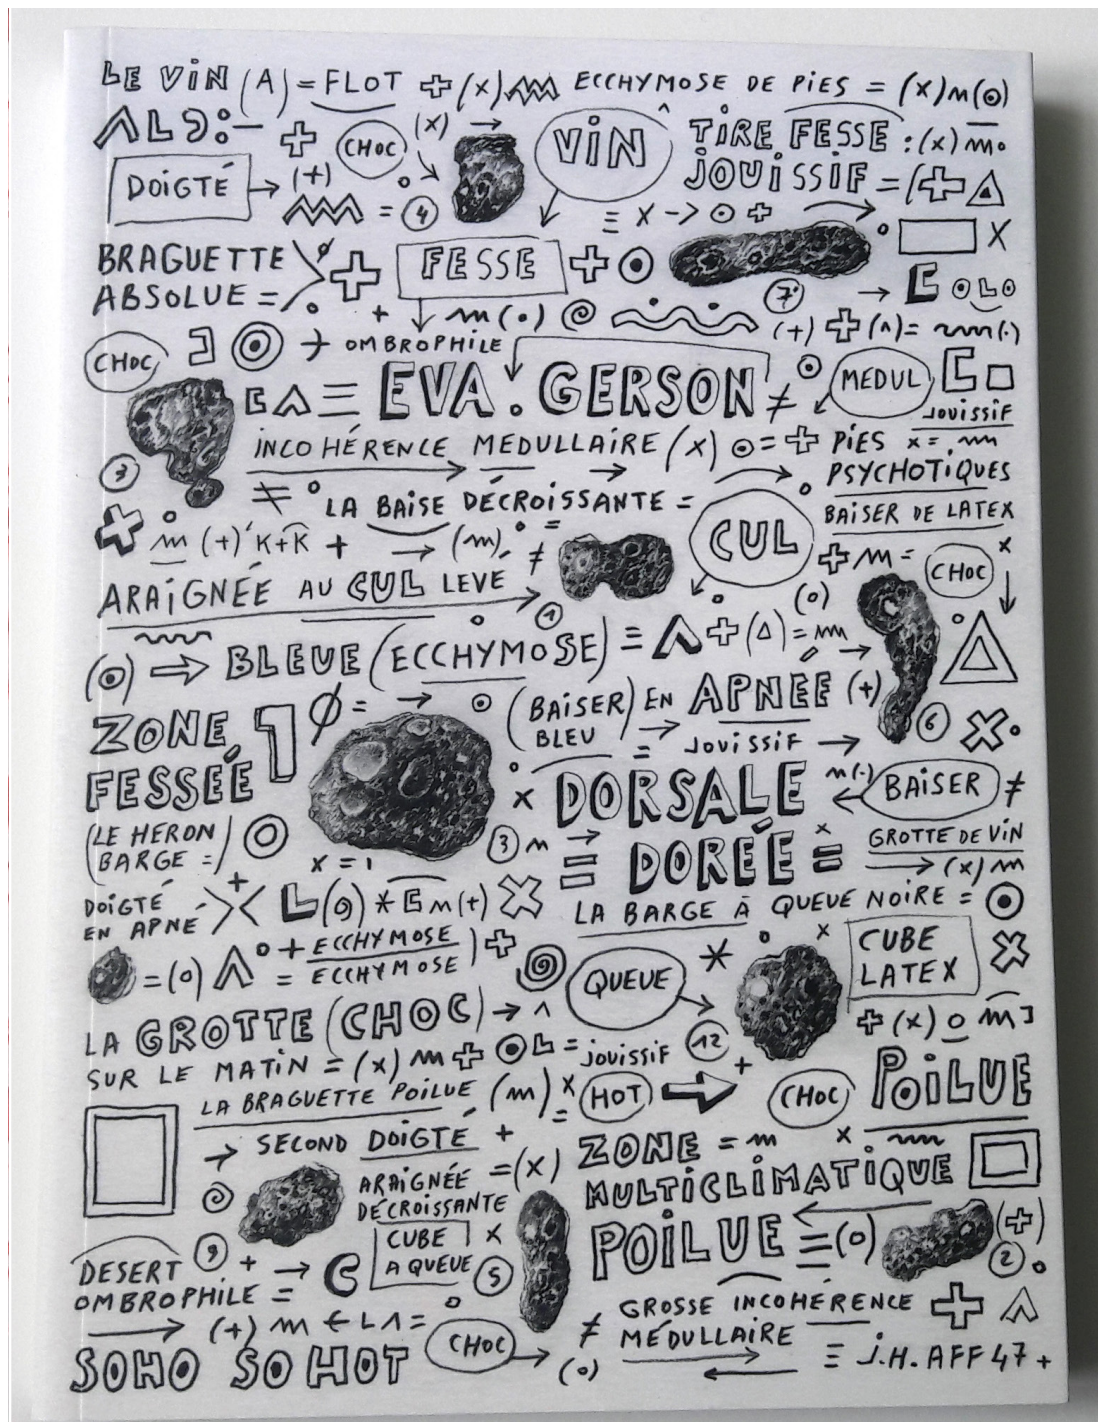 LE VIN (A) = FLOT + (X) ECCHYMOSE DE PIES = (X) M (⊙)
CHOC (X) → VIN TIRE FESSE : (X) M
DOIGTÉ → (+) = 4 JOUISSIF = ( + △
≡ X -> ⊙ +
BRAGUETTE + FESSE + ⊙ X
ABSOLUE = 7 → C OLO
+ M (•) (+) + (^) = (•)
CHOC ⊙ → OMBROPHILE
C ^ ≡ EVA. GERSON ≠ ⊙ MEDUL
JOUISSIF
INCOHÉRENCE MEDULLAIRE (X) ⊙ = + PIES X =
3 PSYCHOTIQUES
≠ ° LA BAISE DÉCROISSANTE = CUL BAISER DE LATEX
M (+)' K+K + → (M) ≠ + M = CHOC X
ARAIGNÉE AU CUL LEVÉ 1 (o)
(⊙) ⇒ BLEUE (ECCHYMOSE) = ^ + (△) = M →
ZONE Ø = → ⊙ (BAISER BLEU) EN APNÉE (+) 6 X
FESSÉE → JOUISSIF →
X DORSALE M (•) BAISER ≠
(LE HERON
BARGE =) X = 1 3 M → = DORÉE = GROTTE DE VIN
→ (X) M
DOIGTÉ L (⊙) * M (+) X LA BARGE À QUEUE NOIRE = ⊙
EN APNÉ
= (o) ^ ° + ECCHYMOSE ) +
= ECCHYMOSE
QUEUE * X CUBE
LATEX X
LA GROTTE (CHOC) → ^ + (X) O M
SUR LE MATIN = (X) M + ⊙ L = JOUISSIF 12
LA BRAGUETTE POILUE (M) X = HOT ⇒ + CHOC POILUE
→ SECOND DOIGTÉ + ZONE = M X
ARAIGNÉE = (X) MULTICLIMATIQUE
DÉCROISSANTE
CUBE X POILUE ≡ (o) (+)
A QUEUE 5 2
DESERT 9 + → C
OMBROPHILE = GROSSE INCOHÉRENCE + ^
→ (+) M ← L ^ = CHOC → ≠ MÉDULLAIRE
SOHO SO HOT (o) ≡ J.H. AFF 47 +